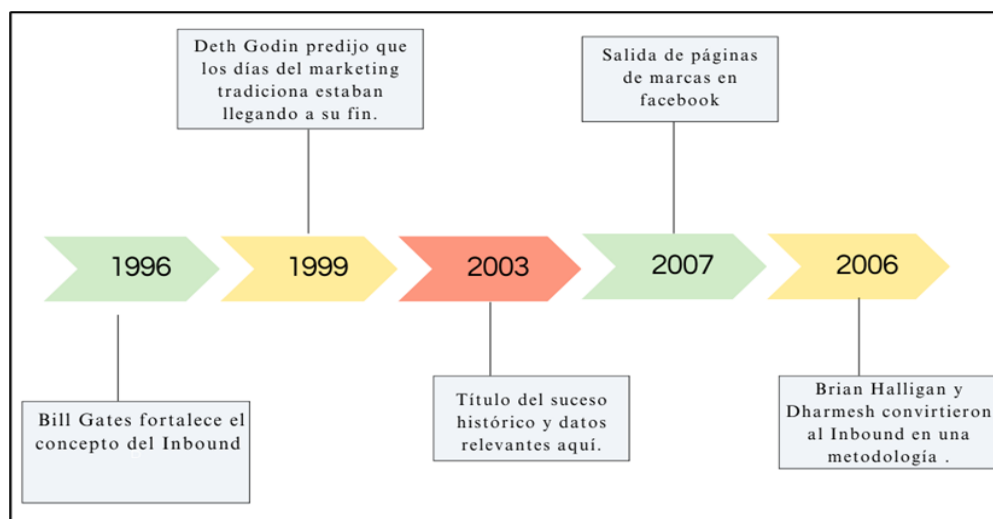 Deth Godin predijo que
los días del marketing
tradiciona estaban
llegando a su fin.
Salida de páginas
de marcas en
facebook
1996
1999
2003
2007
2006
Bill Gates fortalece el
concepto del Inbound
Título del suceso
histórico y datos
relevantes aquí.
Brian Halligan y
Dharmesh convirtieron
al Inbound en una
metodología .